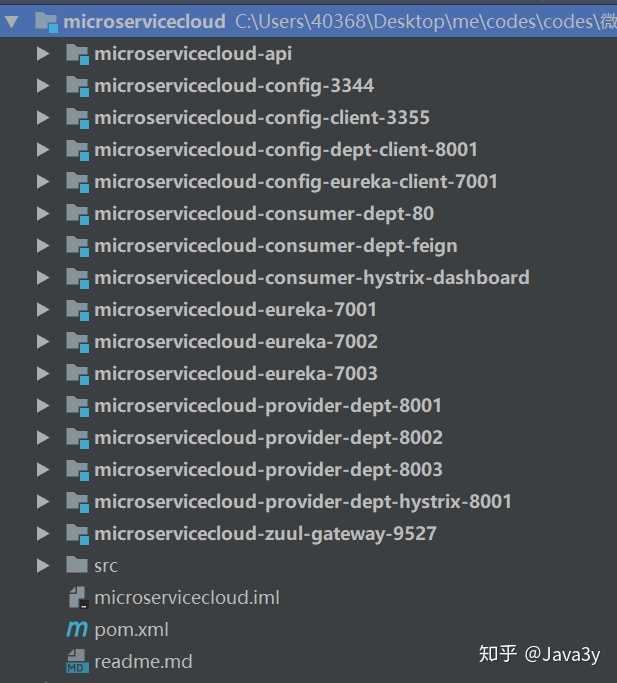 microservicecloud C:\Users\40368\Desktop\me\codes\codes\微
microservicecloud-api
microservicecloud-config-3344
microservicecloud-config-client-3355
microservicecloud-config-dept-client-8001
microservicecloud-config-eureka-client-7001
microservicecloud-consumer-dept-80
microservicecloud-consumer-dept-feign
microservicecloud-consumer-hystrix-dashboard
microservicecloud-eureka-7001
microservicecloud-eureka-7002
microservicecloud-eureka-7003
microservicecloud-provider-dept-8001
microservicecloud-provider-dept-8002
microservicecloud-provider-dept-8003
microservicecloud-provider-dept-hystrix-8001
microservicecloud-zuul-gateway-9527
src
microservicecloud.iml
m pom.xml
MD readme.md
知乎 @Java3y